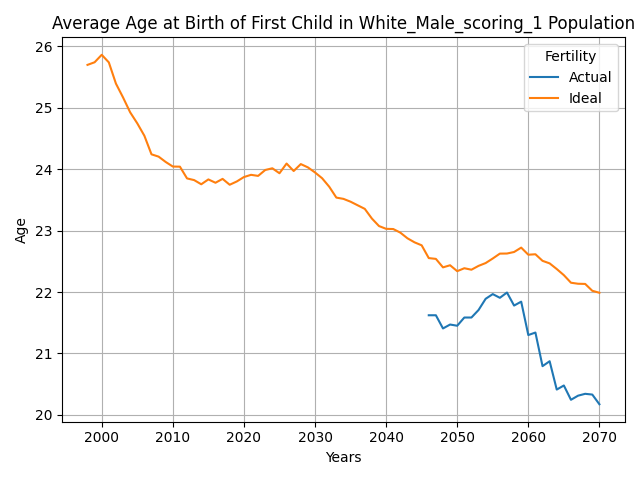 Average Age at Birth of First Child in White_Male_scoring_1 Population
Fertility
Actual
Ideal
Age
26
25
24
23
22
21
20
2000 2010 2020 2030 2040 2050 2060 2070
Years